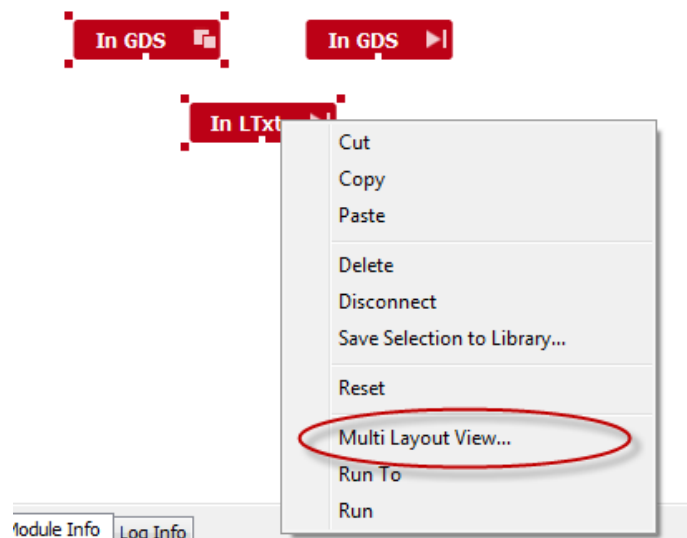 In GDS
In GDS
In LTxt
Cut
Copy
Paste
Delete
Disconnect
Save Selection to Library...
Reset
Multi Layout View...
Run To
Run
Module Info
Log Info